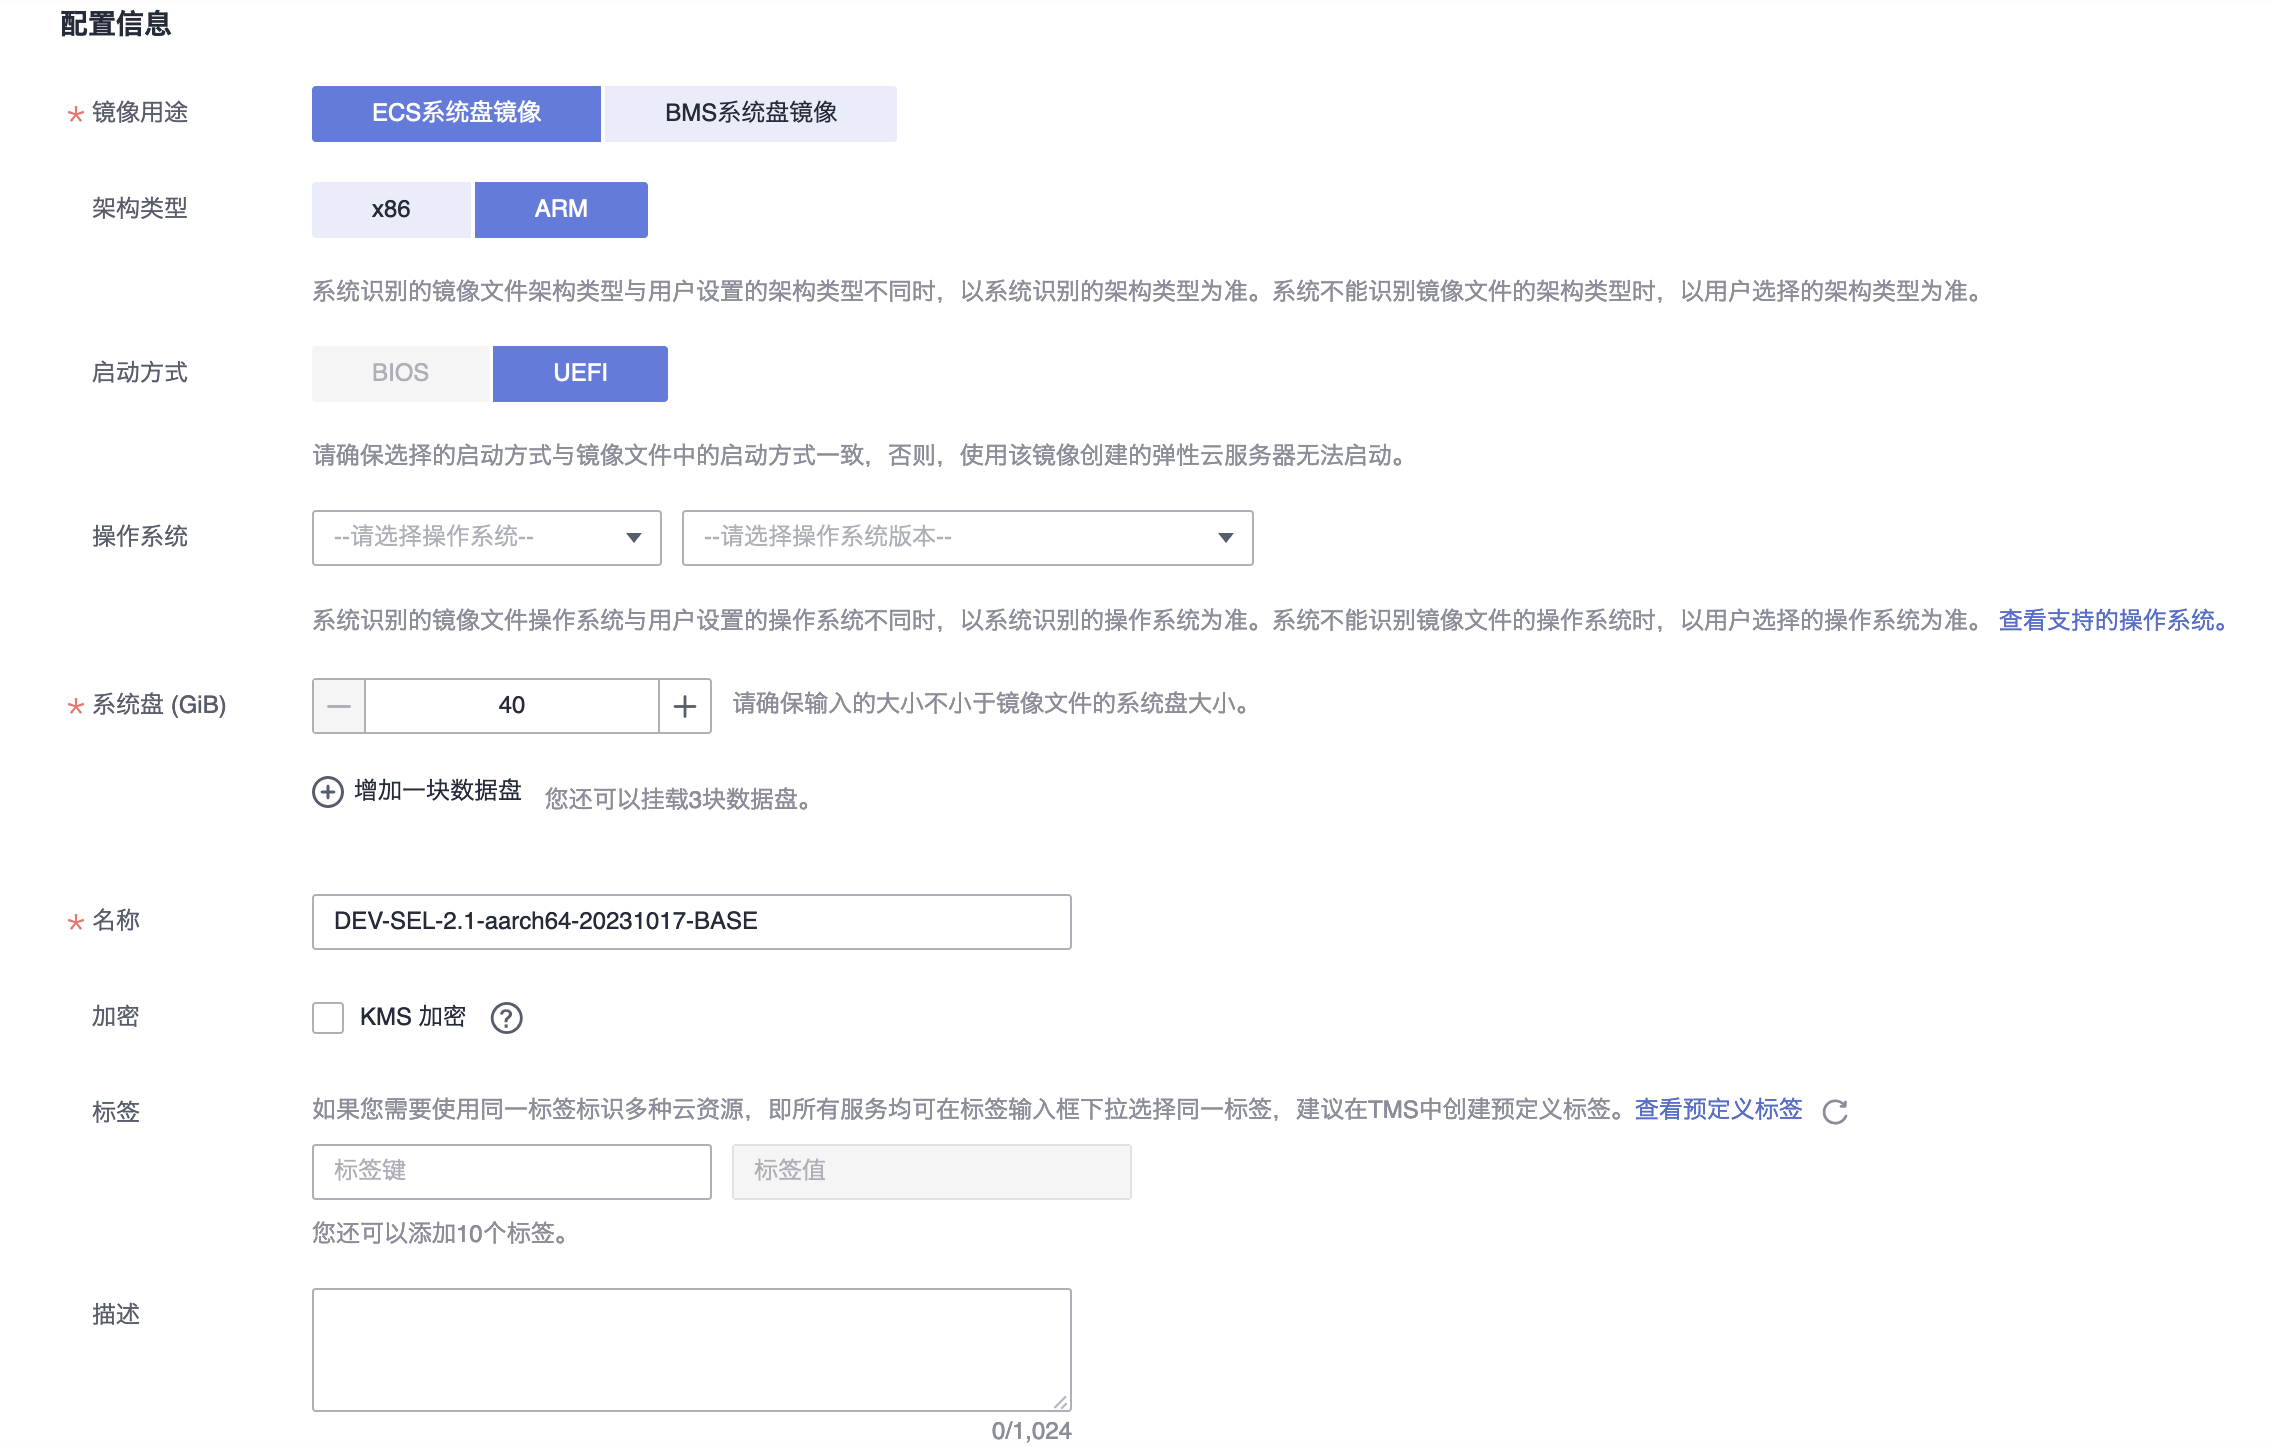 配置信息
* 镜像用途 ECS系统盘镜像 BMS系统盘镜像
架构类型 x86 ARM
系统识别的镜像文件架构类型与用户设置的架构类型不同时，以系统识别的架构类型为准。系统不能识别镜像文件的架构类型时，以用户选择的架构类型为准。
启动方式 BIOS UEFI
请确保选择的启动方式与镜像文件中的启动方式一致，否则，使用该镜像创建的弹性云服务器无法启动。
操作系统 --请选择操作系统-- --请选择操作系统版本--
系统识别的镜像文件操作系统与用户设置的操作系统不同时，以系统识别的操作系统为准。系统不能识别镜像文件的操作系统时，以用户选择的操作系统为准。 查看支持的操作系统。
* 系统盘 (GiB) — 40 + 请确保输入的大小不小于镜像文件的系统盘大小。
增加一块数据盘 您还可以挂载3块数据盘。
* 名称 DEV-SEL-2.1-aarch64-20231017-BASE
加密 KMS 加密 ?
标签 如果您需要使用同一标签标识多种云资源，即所有服务均可在标签输入框下拉选择同一标签，建议在TMS中创建预定义标签。查看预定义标签
标签键 标签值
您还可以添加10个标签。
描述
0/1,024